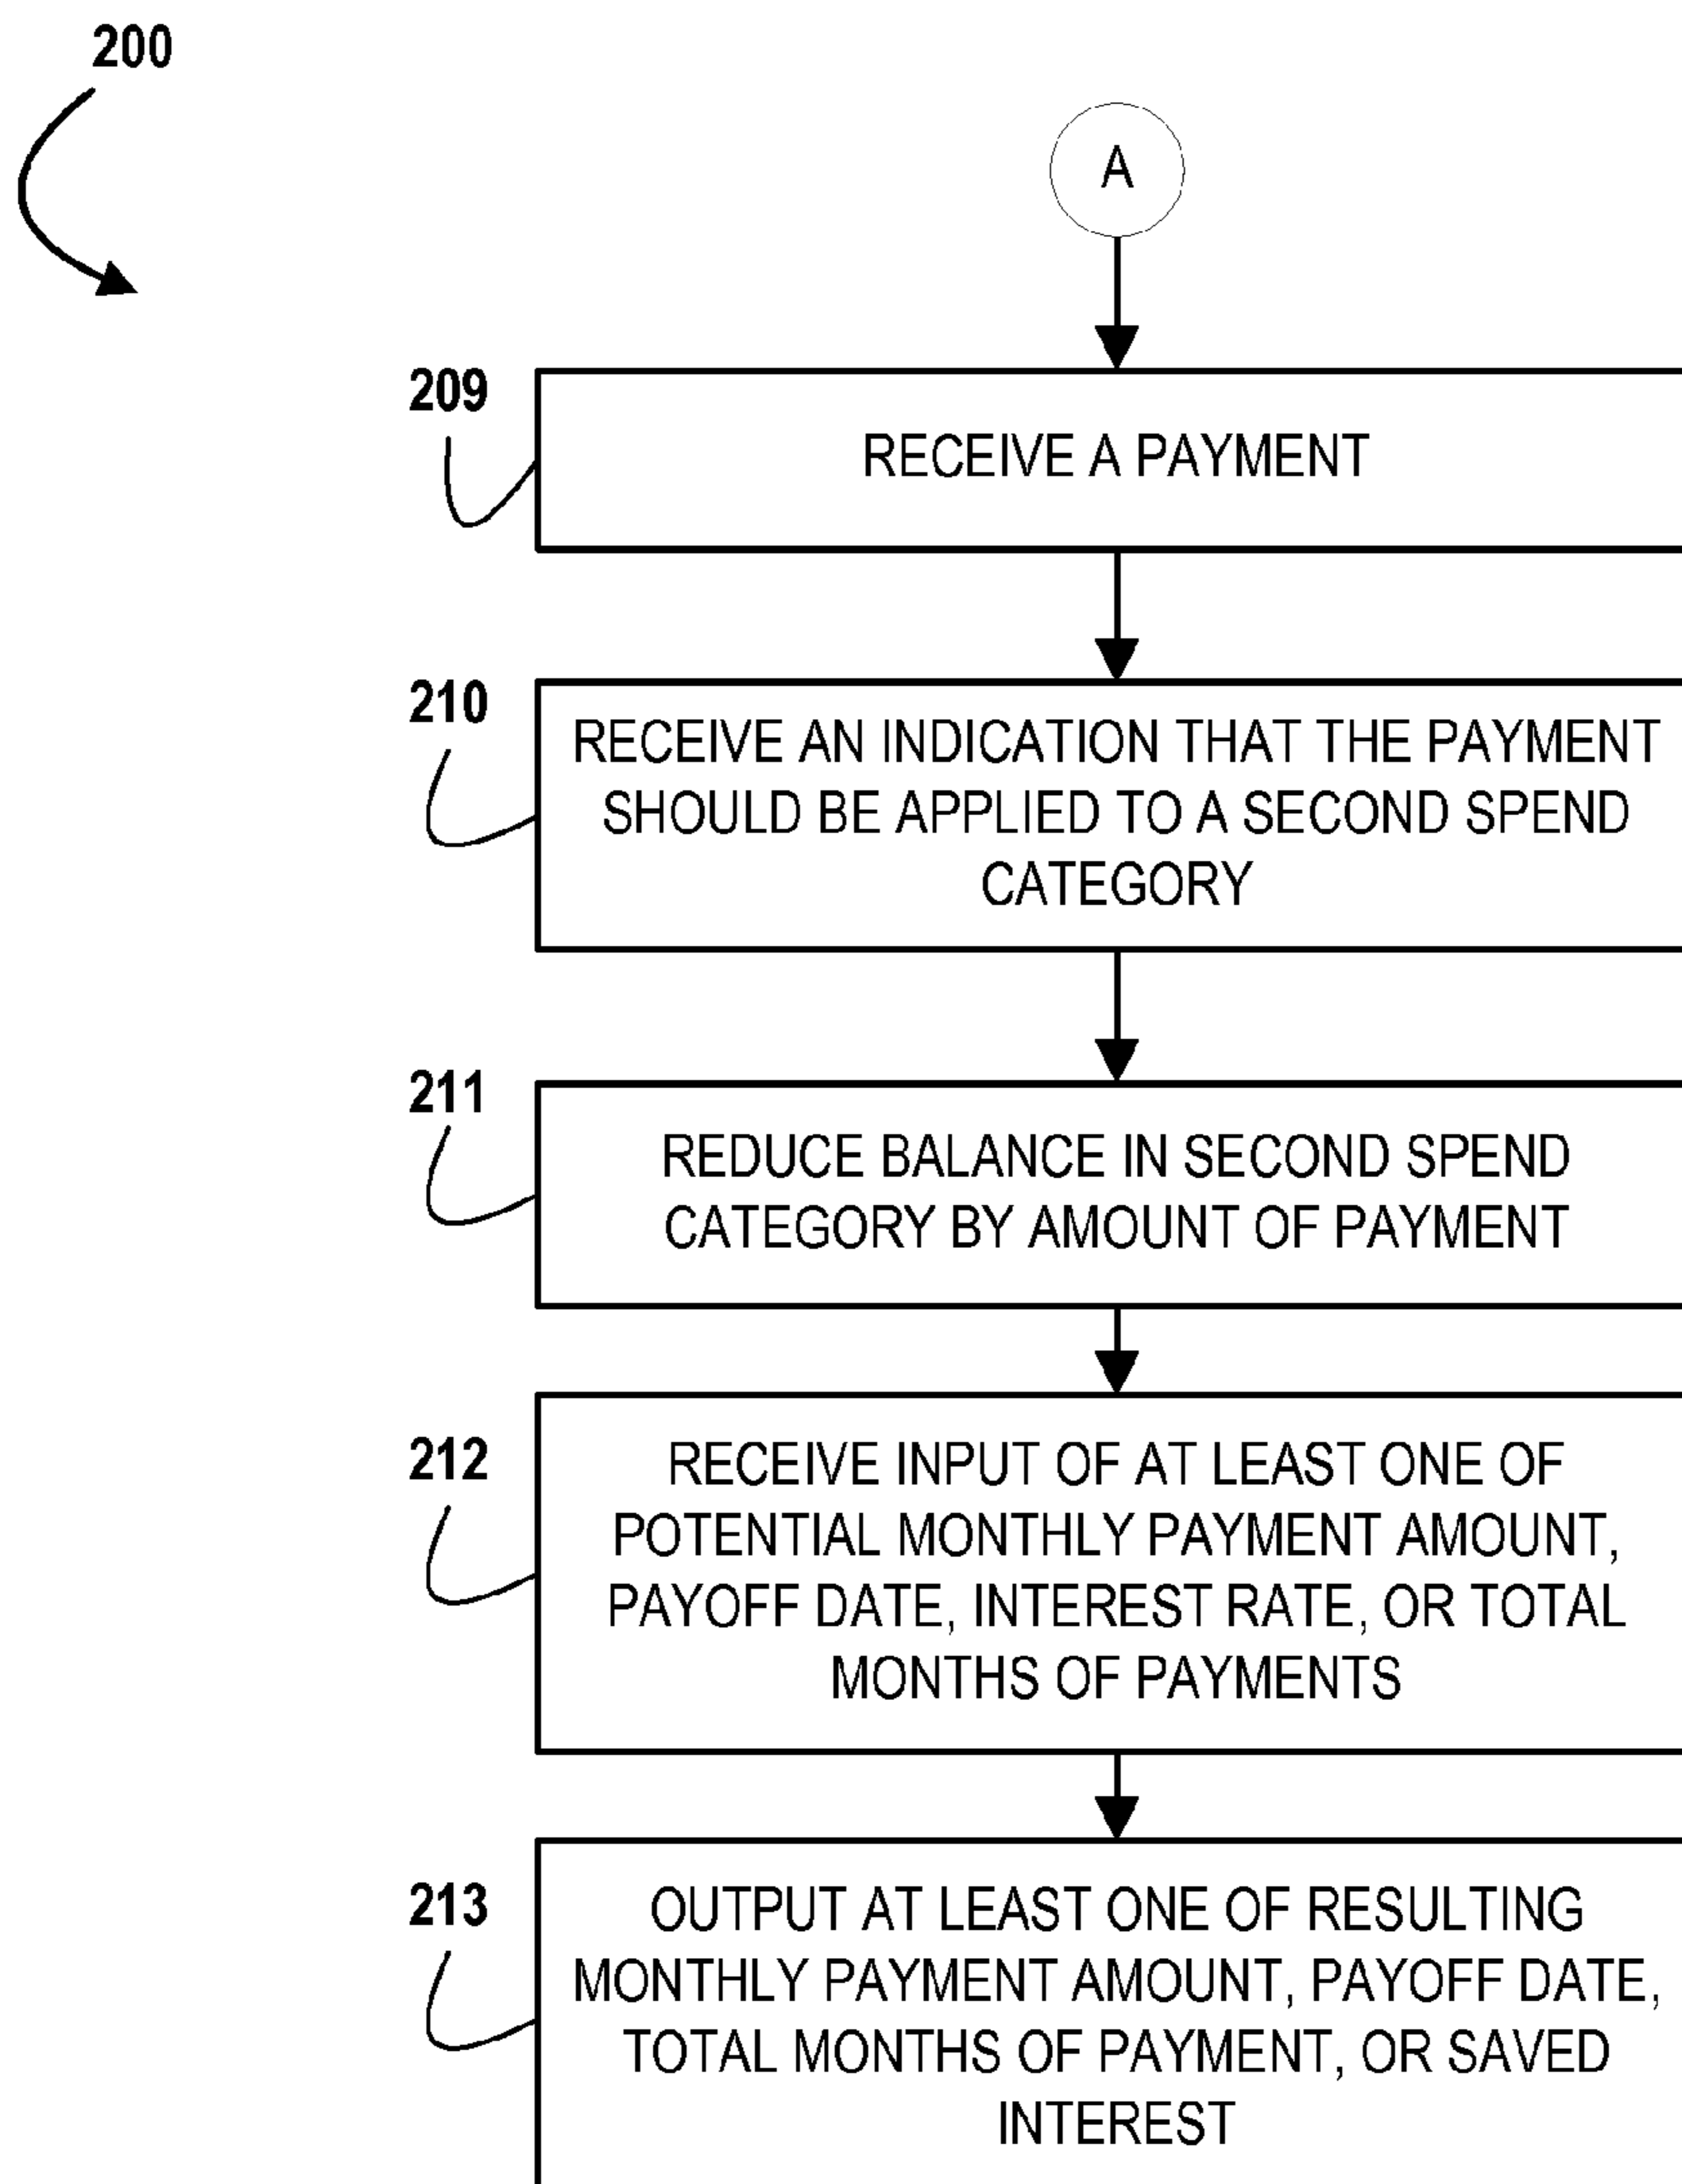 200
A
209
RECEIVE A PAYMENT
210
RECEIVE AN INDICATION THAT THE PAYMENT
SHOULD BE APPLIED TO A SECOND SPEND
CATEGORY
211
REDUCE BALANCE IN SECOND SPEND
CATEGORY BY AMOUNT OF PAYMENT
212
RECEIVE INPUT OF AT LEAST ONE OF
POTENTIAL MONTHLY PAYMENT AMOUNT,
PAYOFF DATE, INTEREST RATE, OR TOTAL
MONTHS OF PAYMENTS
213
OUTPUT AT LEAST ONE OF RESULTING
MONTHLY PAYMENT AMOUNT, PAYOFF DATE,
TOTAL MONTHS OF PAYMENT, OR SAVED
INTEREST